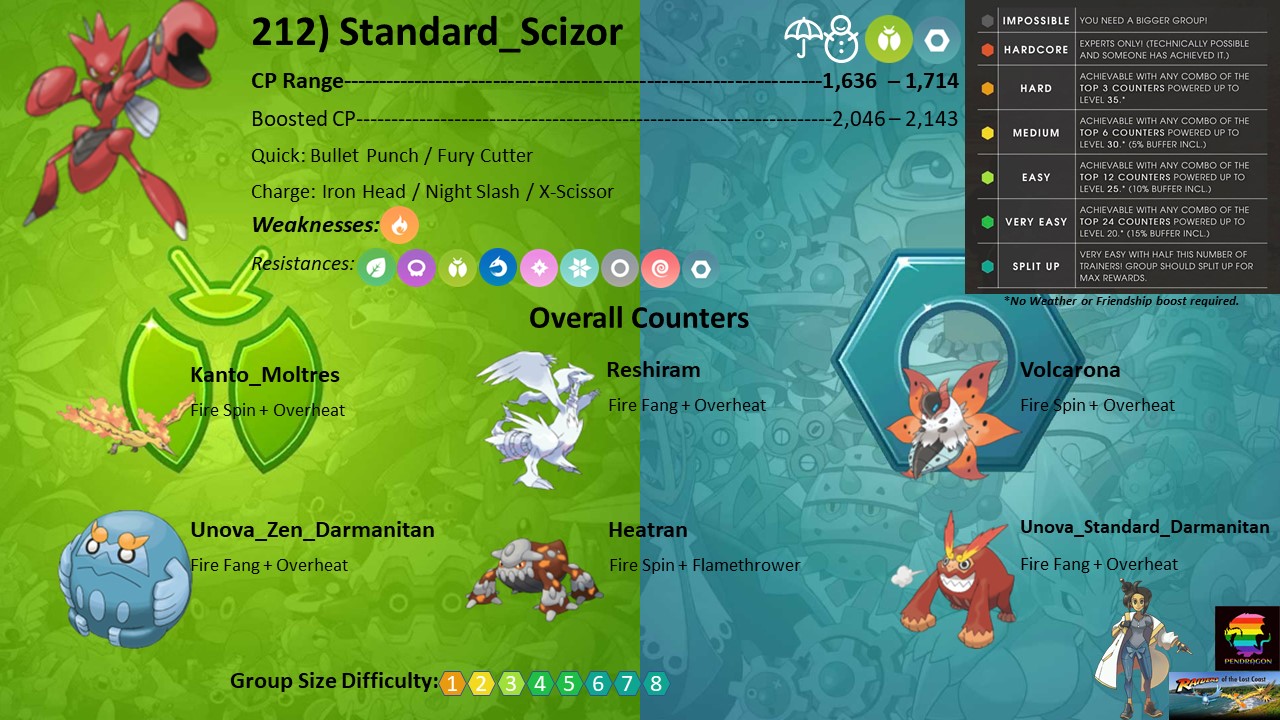 212) Standard_Scizor
CP Range------------------------------------------------------------------------1,636 – 1,714
Boosted CP------------------------------------------------------------------------2,046 – 2,143
Quick: Bullet Punch / Fury Cutter
Charge: Iron Head / Night Slash / X-Scissor
Weaknesses:
Resistances:
IMPOSSIBLE YOU NEED A BIGGER GROUP!
HARDCORE EXPERTS ONLY! (TECHNICALLY POSSIBLE
AND SOMEONE HAS ACHIEVED IT.)
HARD ACHIEVABLE WITH ANY COMBO OF THE
TOP 3 COUNTERS POWERED UP TO
LEVEL 35.*
MEDIUM ACHIEVABLE WITH ANY COMBO OF THE
TOP 6 COUNTERS POWERED UP TO
LEVEL 30.* (5% BUFFER INCL.)
EASY ACHIEVABLE WITH ANY COMBO OF THE
TOP 12 COUNTERS POWERED UP TO
LEVEL 25.* (10% BUFFER INCL.)
VERY EASY ACHIEVABLE WITH ANY COMBO OF THE
TOP 24 COUNTERS POWERED UP TO
LEVEL 20.* (15% BUFFER INCL.)
SPLIT UP VERY EASY WITH HALF THIS NUMBER OF
TRAINERS! GROUP SHOULD SPLIT UP FOR
MAX REWARDS.
*No Weather or Friendship boost required.
Overall Counters
Kanto_Moltres
Fire Spin + Overheat
Reshiram
Fire Fang + Overheat
Volcarona
Fire Spin + Overheat
Unova_Zen_Darmanitan
Fire Fang + Overheat
Heatran
Fire Spin + Flamethrower
Unova_Standard_Darmanitan
Fire Fang + Overheat
Group Size Difficulty: 1 2 3 4 5 6 7 8
PENDRAGON
RAIDERS of the Lost Coast